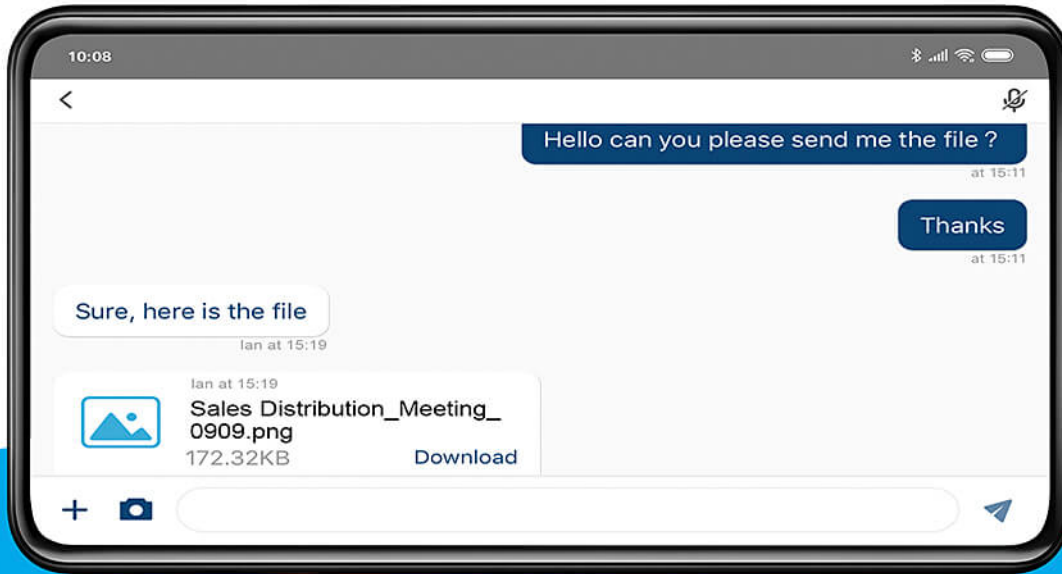 10:08
Hello can you please send me the file ?
at 15:11
Thanks
at 15:11
Sure, here is the file
Ian at 15:19
Ian at 15:19
Sales Distribution_Meeting_
0909.png
172.32KB
Download